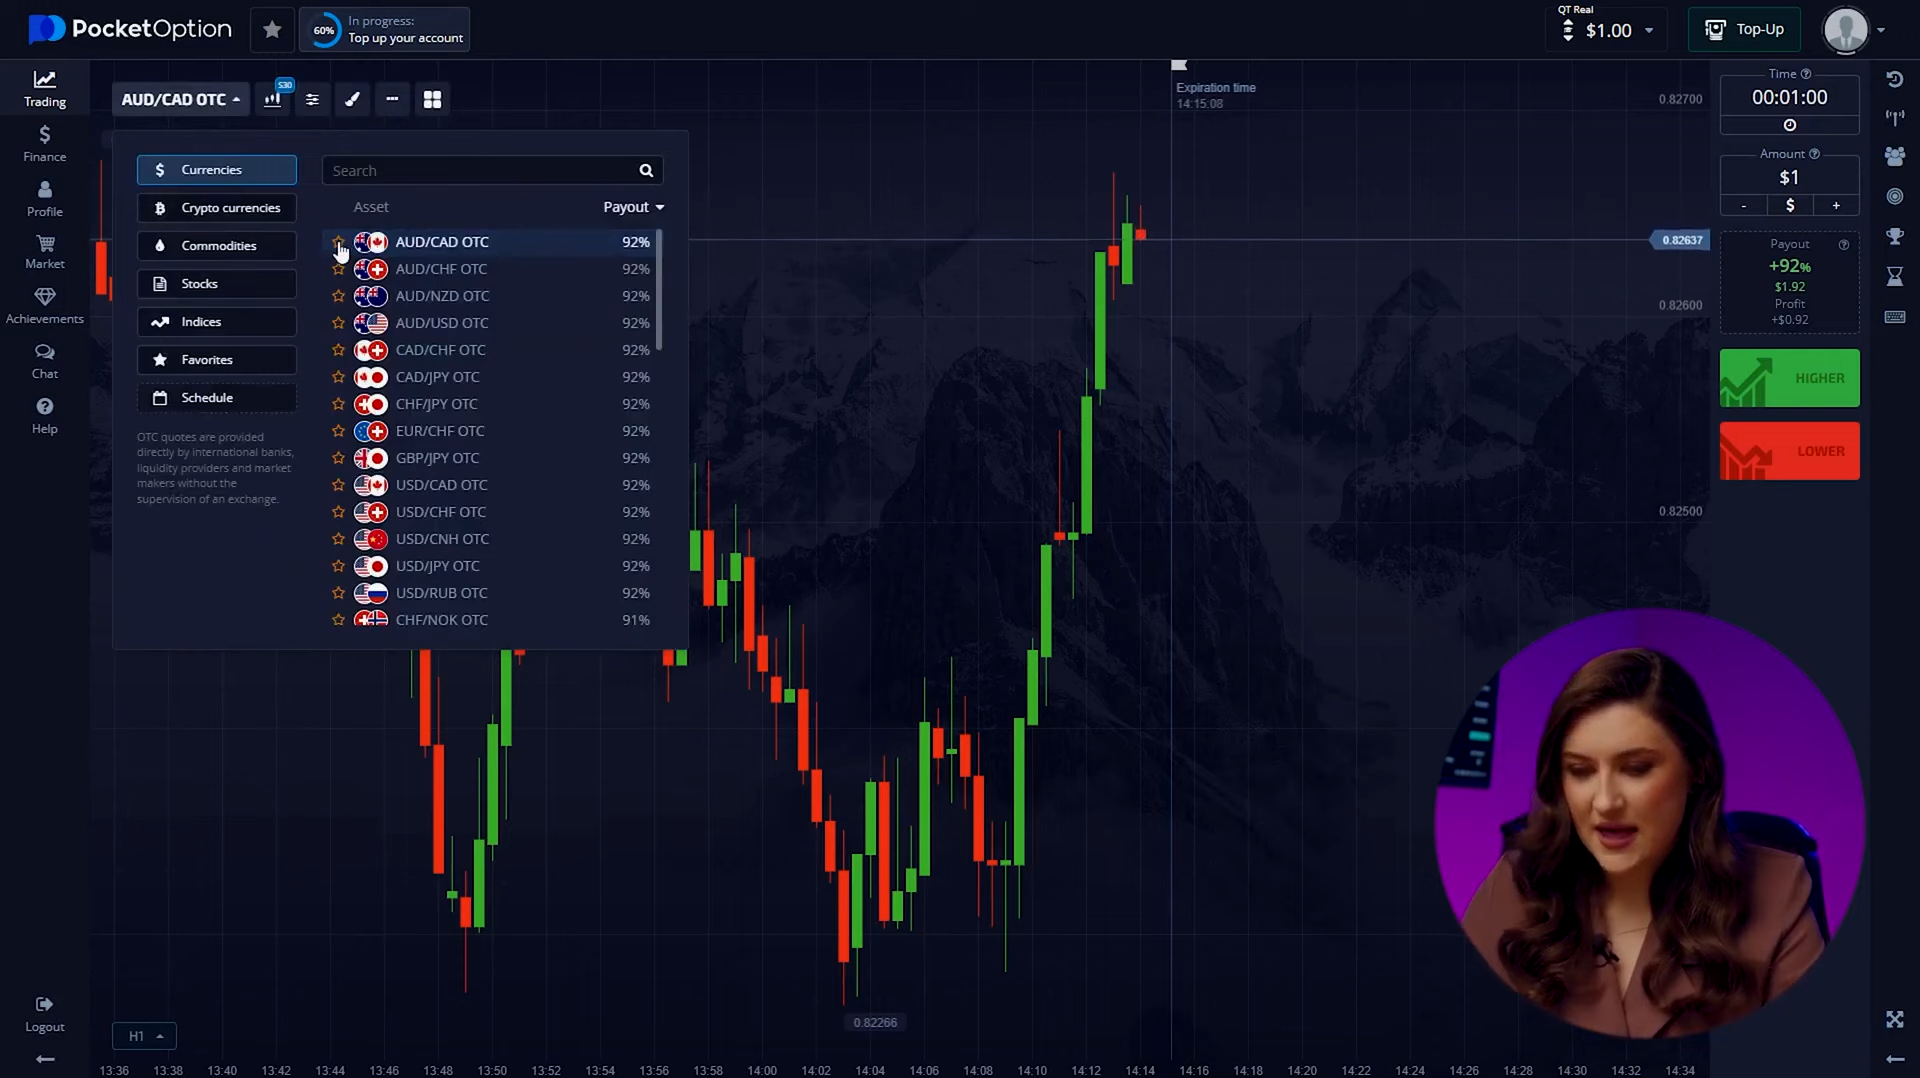 PocketOption
60%
In progress:
Top up your account
QT Real
$1.00
Top-Up
Trading
Finance
Profile
Market
Achievements
Chat
Help
Logout
AUD/CAD OTC
S30
Currencies
Crypto currencies
Commodities
Stocks
Indices
Favorites
Schedule
OTC quotes are provided
directly by international banks,
liquidity providers and market
makers without the
supervision of an exchange.
Search
Asset Payout
AUD/CAD OTC 92%
AUD/CHF OTC 92%
AUD/NZD OTC 92%
AUD/USD OTC 92%
CAD/CHF OTC 92%
CAD/JPY OTC 92%
CHF/JPY OTC 92%
EUR/CHF OTC 92%
GBP/JPY OTC 92%
USD/CAD OTC 92%
USD/CHF OTC 92%
USD/CNH OTC 92%
USD/JPY OTC 92%
USD/RUB OTC 92%
CHF/NOK OTC 91%
Expiration time
14:15:08
0.82700
0.82637
0.82600
0.82500
0.82266
H1
13:36 13:38 13:40 13:42 13:44 13:46 13:48 13:50 13:52 13:54 13:56 13:58 14:00 14:02 14:04 14:06 14:08 14:10 14:12 14:14 14:16 14:18 14:20 14:22 14:24 14:26 14:28 14:30 14:32 14:34
Time
00:01:00
Amount
$1
- $ +
Payout
+92%
$1.92
Profit
+$0.92
HIGHER
LOWER